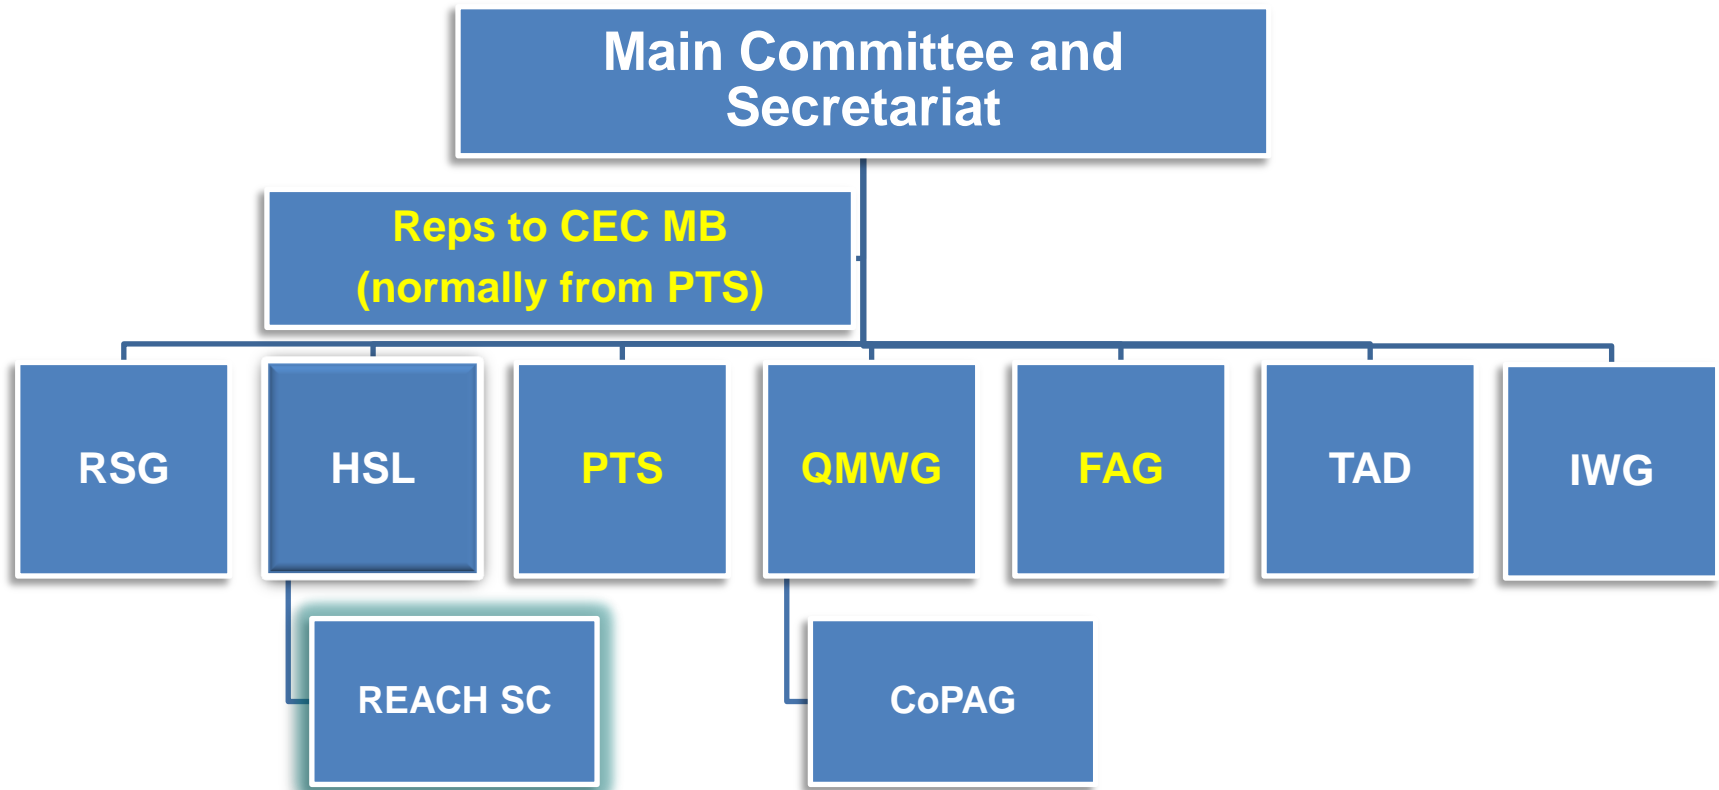 Main Committee and
Secretariat
Reps to CEC MB
(normally from PTS)
RSG
HSL
PTS
QMWG
FAG
TAD
IWG
REACH SC
CoPAG